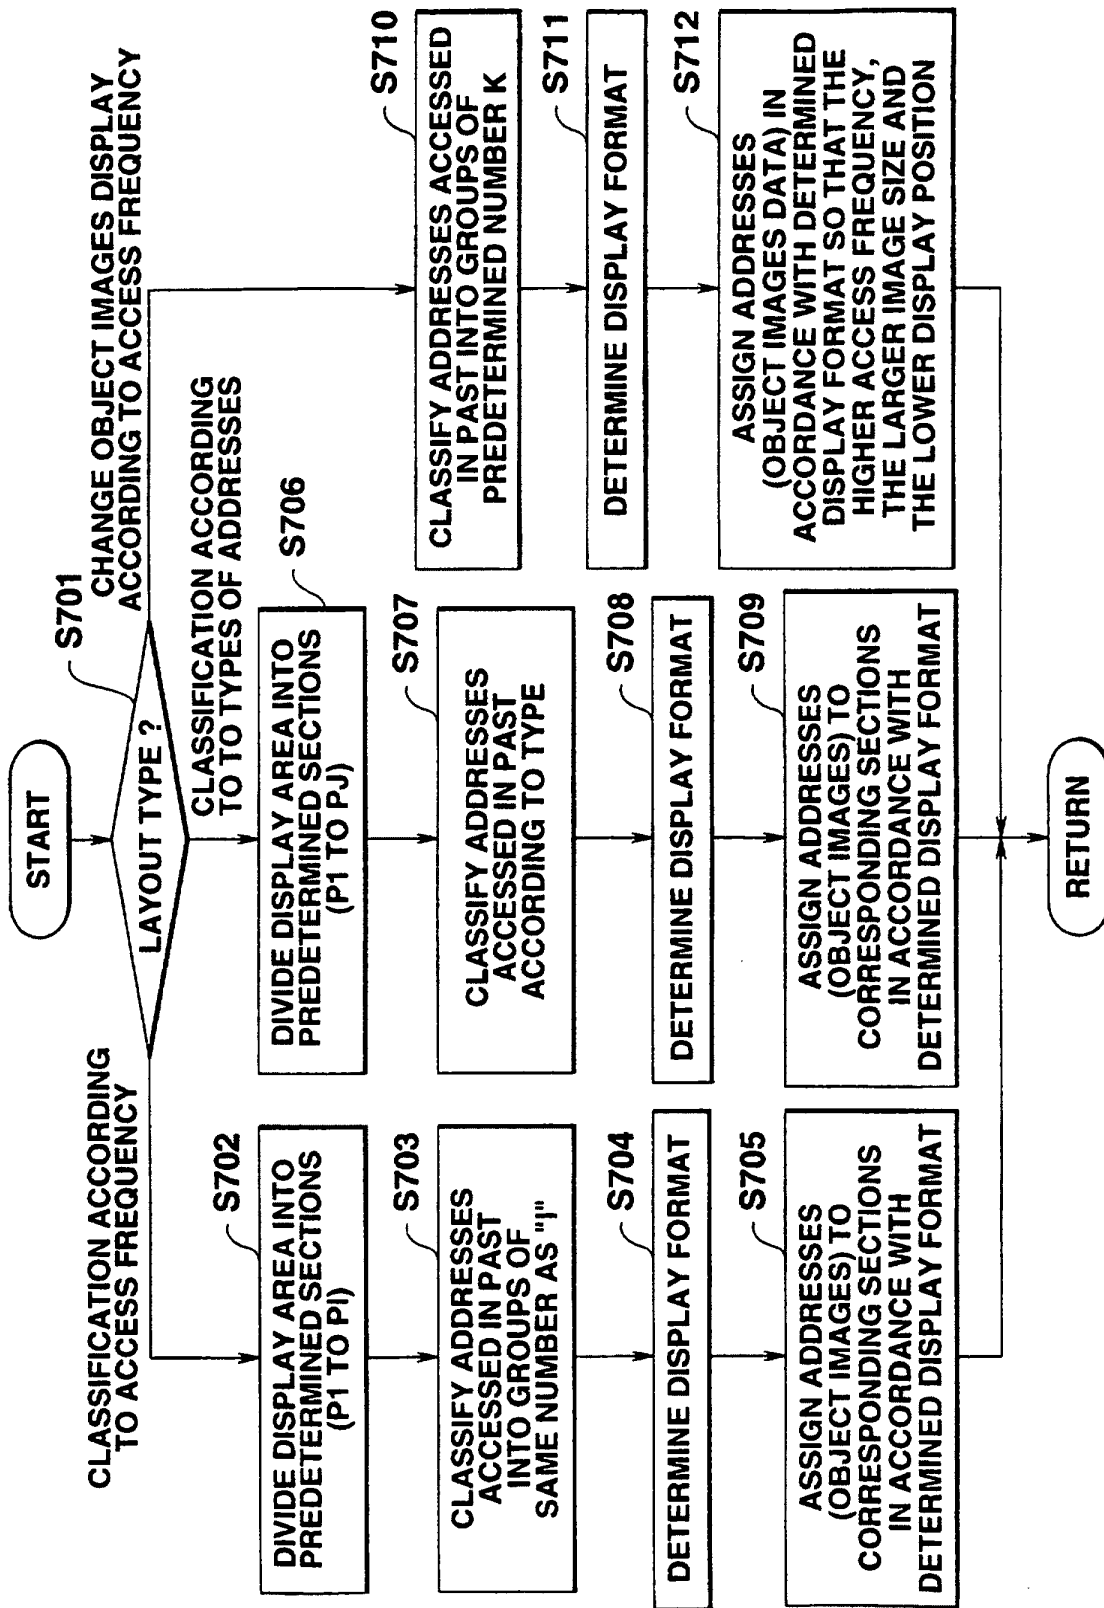 START
LAYOUT TYPE ?
S701
CLASSIFICATION ACCORDING
TO ACCESS FREQUENCY
CLASSIFICATION ACCORDING
TO TO TYPES OF ADDRESSES
CHANGE OBJECT IMAGES DISPLAY
ACCORDING TO ACCESS FREQUENCY
S702
DIVIDE DISPLAY AREA INTO
PREDETERMINED SECTIONS
(P1 TO PI)
S703
CLASSIFY ADDRESSES
ACCESSED IN PAST
INTO GROUPS OF
SAME NUMBER AS "I"
S704
DETERMINE DISPLAY FORMAT
S705
ASSIGN ADDRESSES
(OBJECT IMAGES) TO
CORRESPONDING SECTIONS
IN ACCORDANCE WITH
DETERMINED DISPLAY FORMAT
S706
DIVIDE DISPLAY AREA INTO
PREDETERMINED SECTIONS
(P1 TO PJ)
S707
CLASSIFY ADDRESSES
ACCESSED IN PAST
ACCORDING TO TYPE
S708
DETERMINE DISPLAY FORMAT
S709
ASSIGN ADDRESSES
(OBJECT IMAGES) TO
CORRESPONDING SECTIONS
IN ACCORDANCE WITH
DETERMINED DISPLAY FORMAT
S710
CLASSIFY ADDRESSES ACCESSED
IN PAST INTO GROUPS OF
PREDETERMINED NUMBER K
S711
DETERMINE DISPLAY FORMAT
S712
ASSIGN ADDRESSES
(OBJECT IMAGES DATA) IN
ACCORDANCE WITH DETERMINED
DISPLAY FORMAT SO THAT THE
HIGHER ACCESS FREQUENCY,
THE LARGER IMAGE SIZE AND
THE LOWER DISPLAY POSITION
RETURN